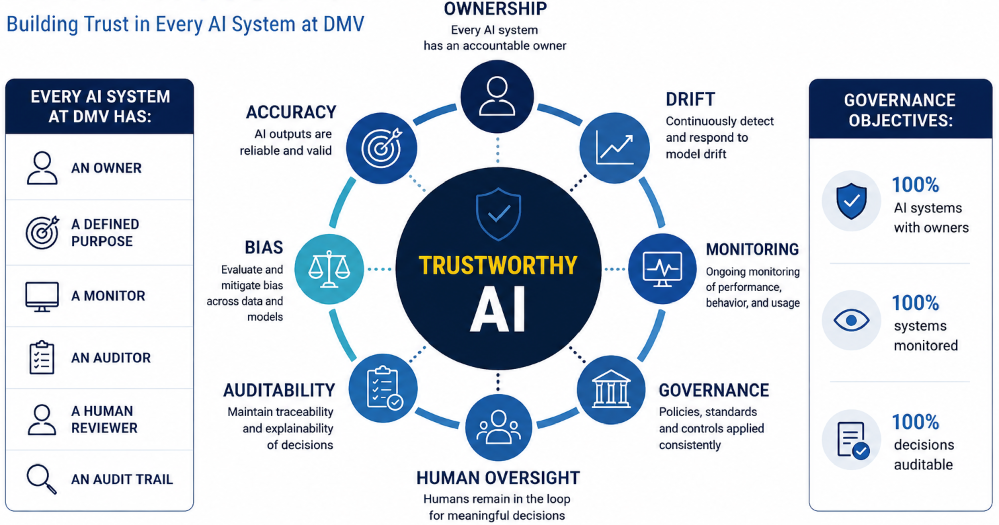 Building Trust in Every AI System at DMV
EVERY AI SYSTEM
AT DMV HAS:
AN OWNER
A DEFINED
PURPOSE
A MONITOR
AN AUDITOR
A HUMAN
REVIEWER
AN AUDIT TRAIL
OWNERSHIP
Every AI system
has an accountable owner
ACCURACY
AI outputs are
reliable and valid
DRIFT
Continuously detect
and respond to
model drift
BIAS
Evaluate and
mitigate bias
across data and
models
TRUSTWORTHY
AI
MONITORING
Ongoing monitoring
of performance,
behavior, and usage
AUDITABILITY
Maintain traceability
and explainability
of decisions
GOVERNANCE
Policies, standards
and controls applied
consistently
HUMAN OVERSIGHT
Humans remain in the loop
for meaningful decisions
GOVERNANCE
OBJECTIVES:
100%
AI systems
with owners
100%
systems
monitored
100%
decisions
auditable